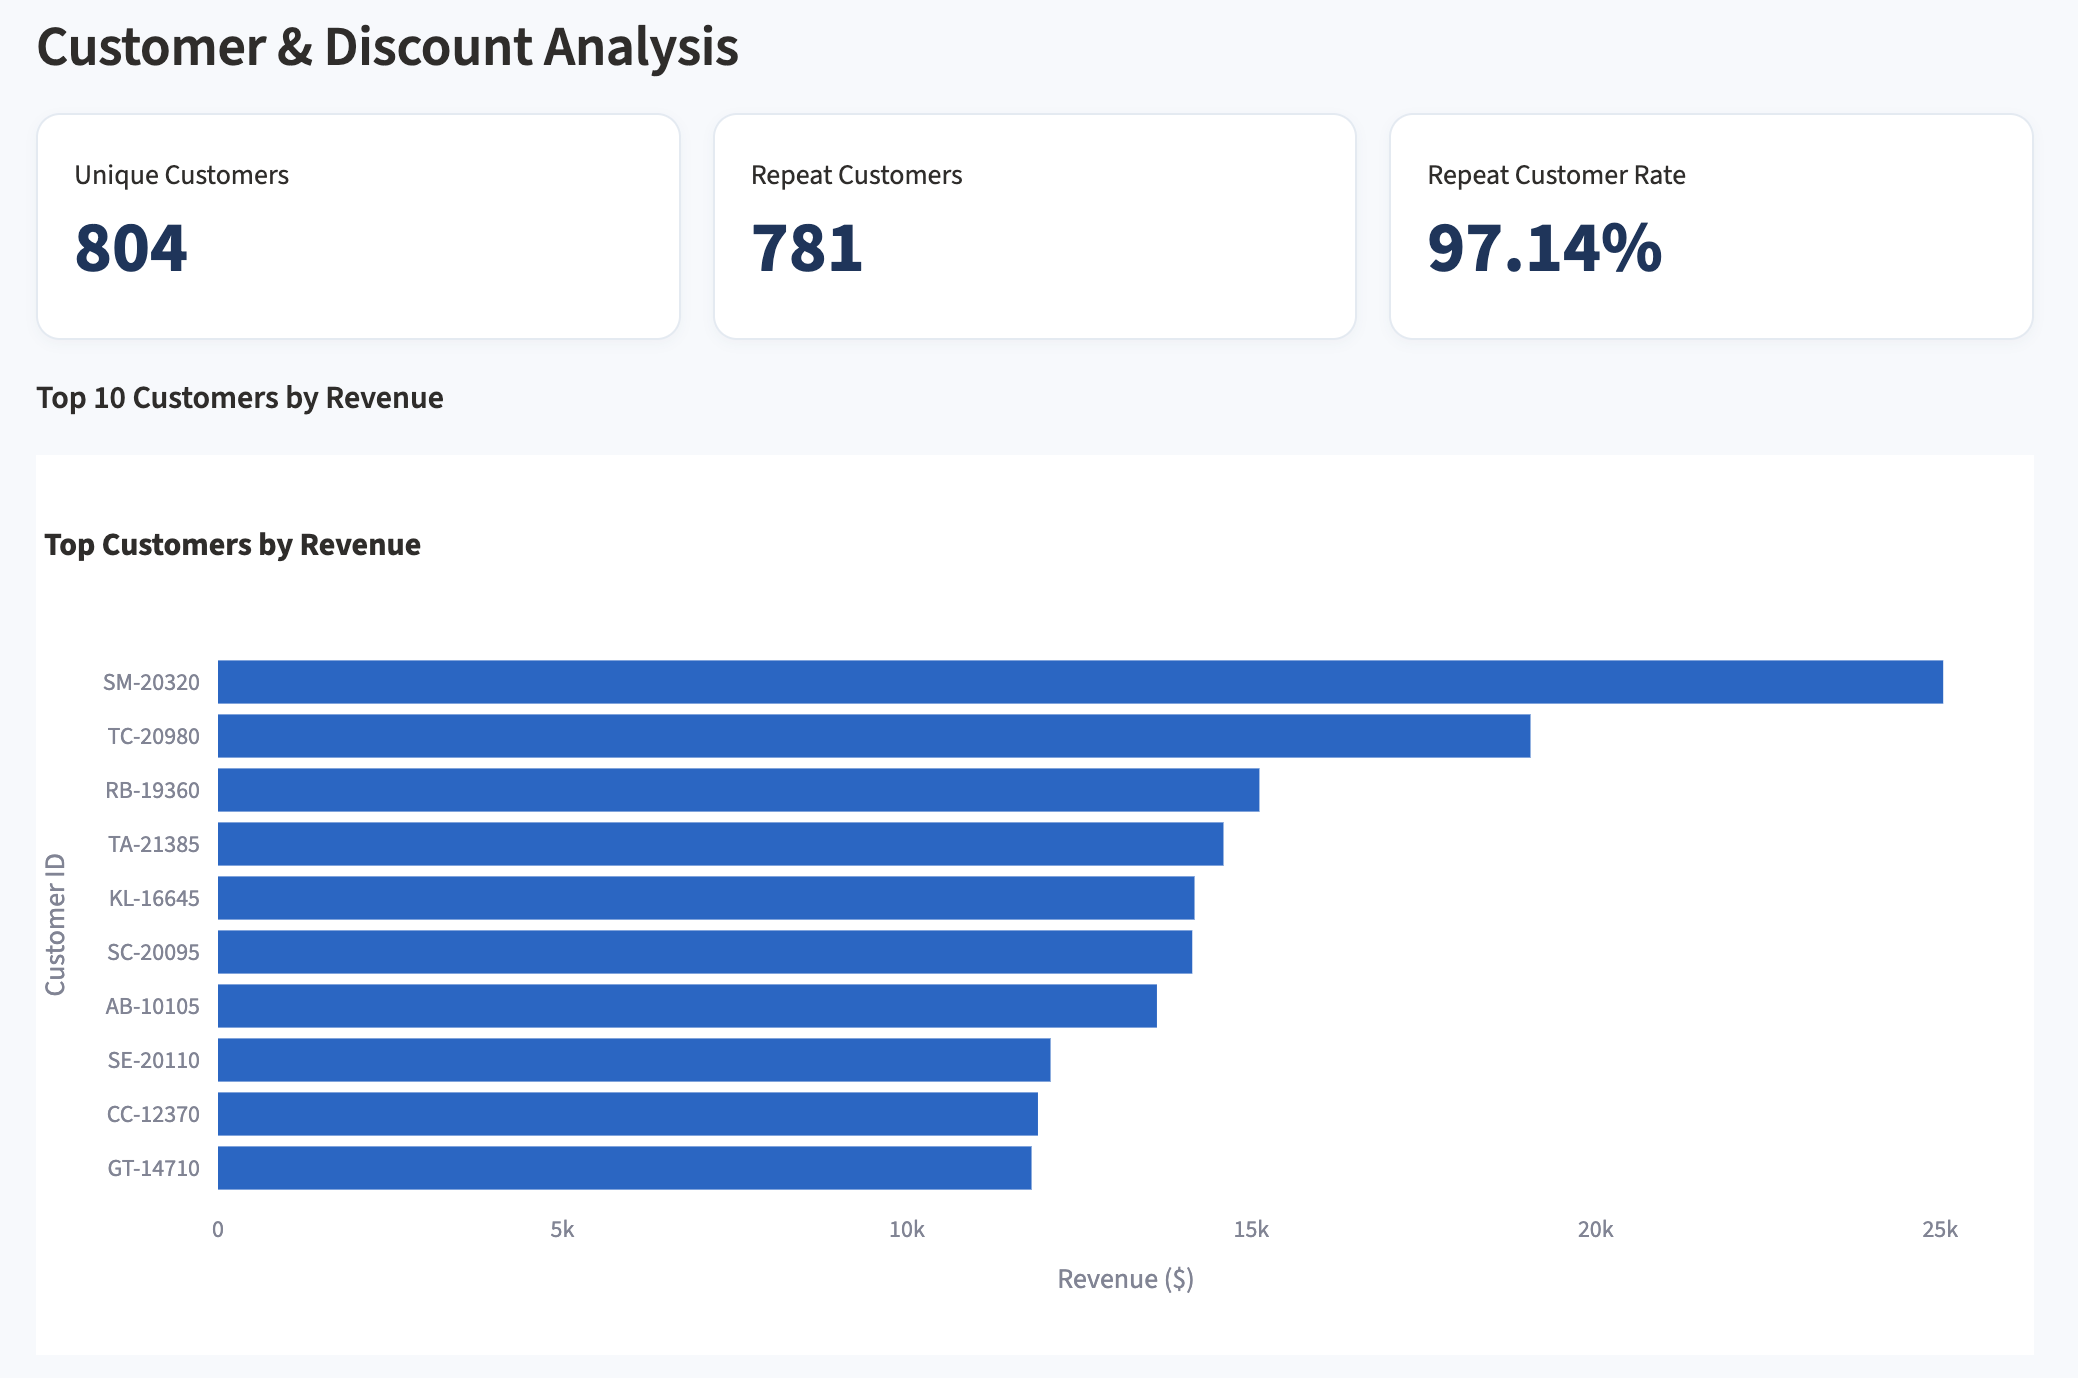 Customer & Discount Analysis
Unique Customers
804
Repeat Customers
781
Repeat Customer Rate
97.14%
Top 10 Customers by Revenue
Top Customers by Revenue
Customer ID
SM-20320
TC-20980
RB-19360
TA-21385
KL-16645
SC-20095
AB-10105
SE-20110
CC-12370
GT-14710
0 5k 10k 15k 20k 25k
Revenue ($)